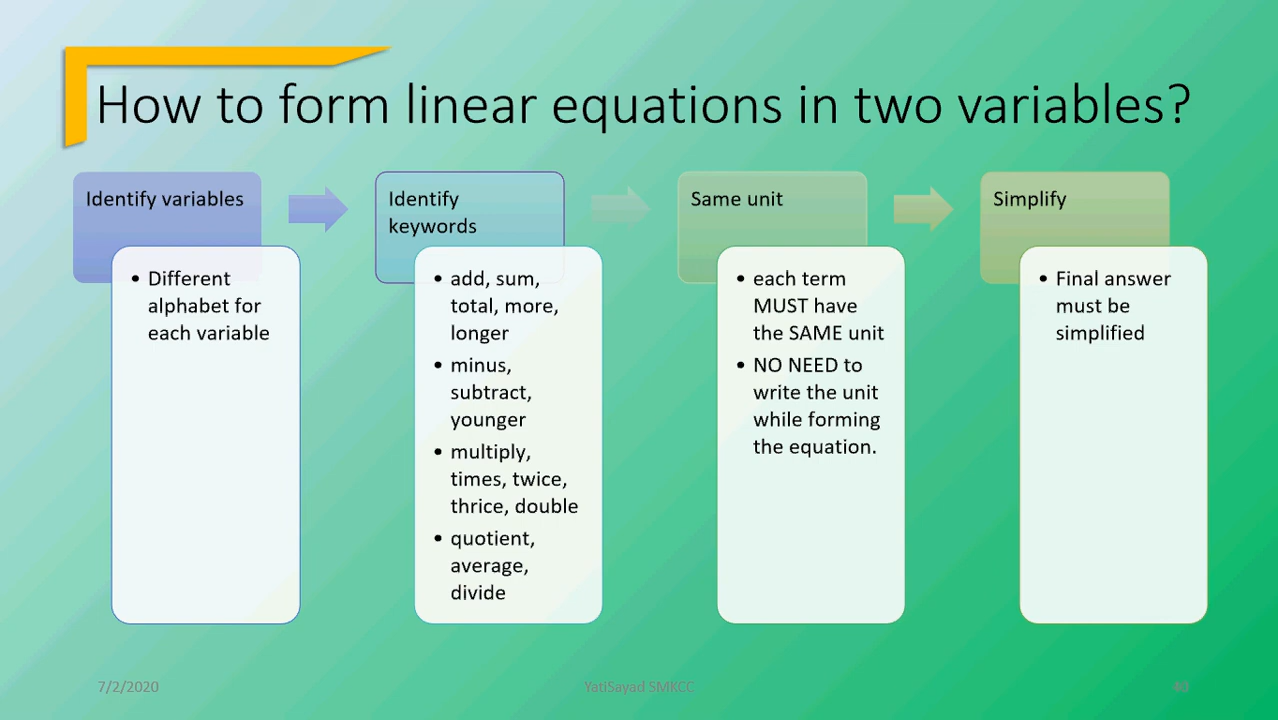 How to form linear equations in two variables?
Identify variables
• Different
alphabet for
each variable
Identify
keywords
• add, sum,
total, more,
longer
• minus,
subtract,
younger
• multiply,
times, twice,
thrice, double
• quotient,
average,
divide
Same unit
• each term
MUST have
the SAME unit
• NO NEED to
write the unit
while forming
the equation.
Simplify
• Final answer
must be
simplified
7/2/2020
YatiSayad SMKCC